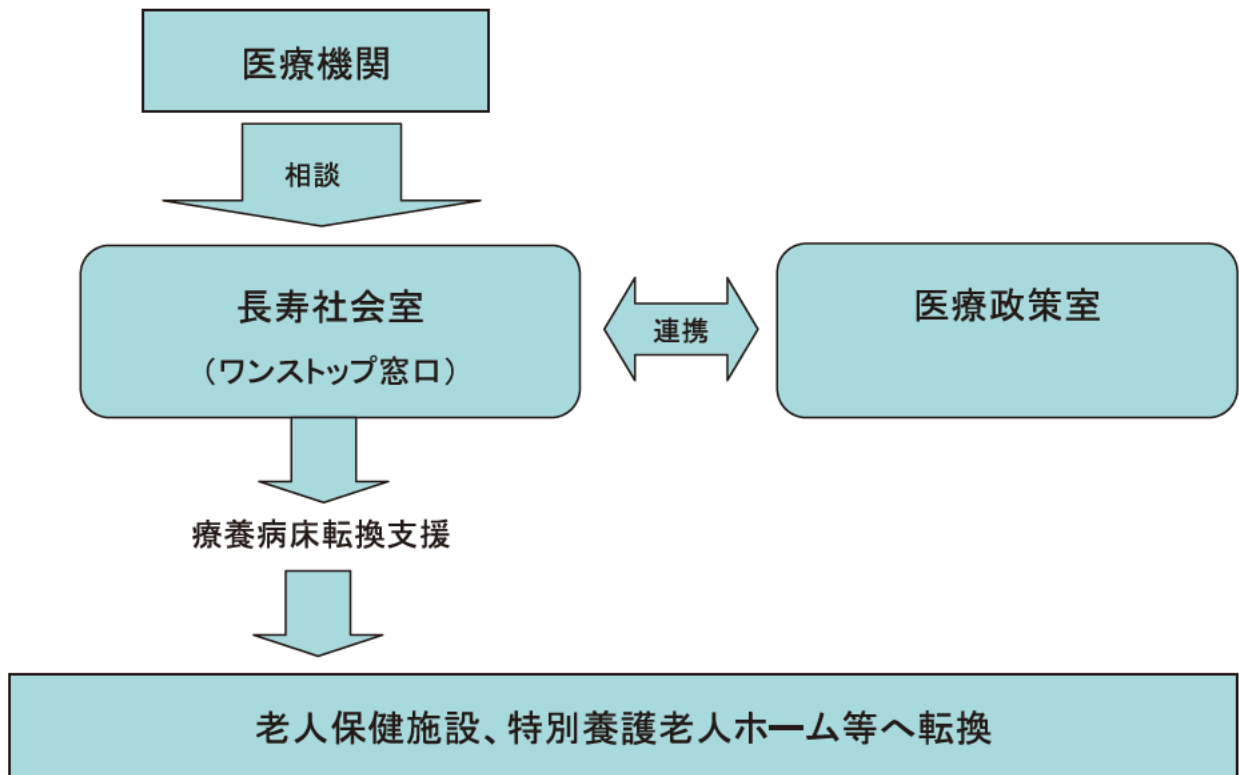 医療機関
相談
長寿社会室
（ワンストップ窓口）
連携
医療政策室
療養病床転換支援
老人保健施設、特別養護老人ホーム等へ転換